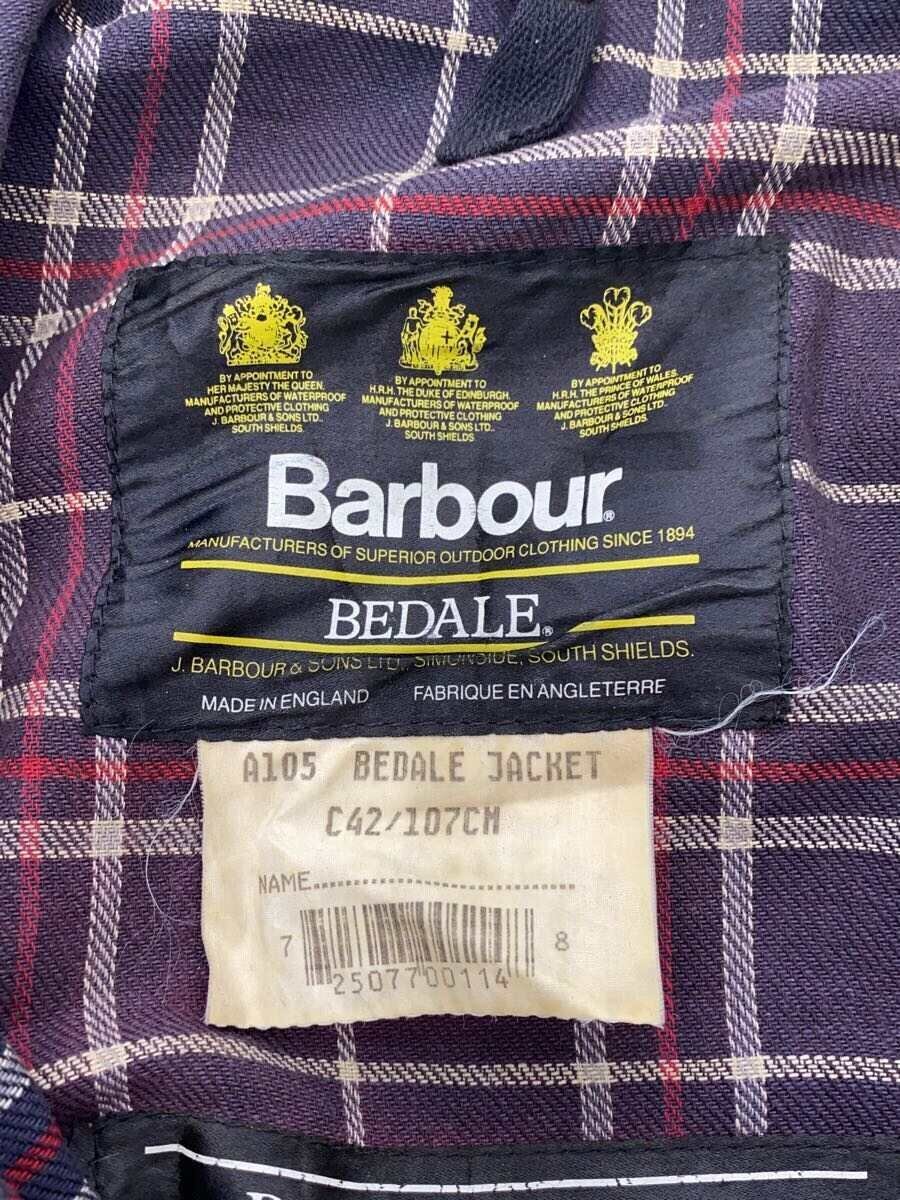 BY APPOINTMENT TO
HER MAJESTY THE QUEEN.
MANUFACTURERS OF WATERPROOF
AND PROTECTIVE CLOTHING
J. BARBOUR & SONS LTD.,
SOUTH SHIELDS.
BY APPOINTMENT TO
H.R.H. THE DUKE OF EDINBURGH.
MANUFACTURERS OF WATERPROOF
AND PROTECTIVE CLOTHING
J. BARBOUR & SONS LTD.,
SOUTH SHIELDS.
BY APPOINTMENT TO
H.R.H. THE PRINCE OF WALES.
MANUFACTURERS OF WATERPROOF
AND PROTECTIVE CLOTHING
J. BARBOUR & SONS LTD.
SOUTH SHIELDS.
Barbour®
MANUFACTURERS OF SUPERIOR OUTDOOR CLOTHING SINCE 1894
BEDALE®
J. BARBOUR & SONS LTD, SIMONSIDE, SOUTH SHIELDS.
MADE IN ENGLAND FABRIQUE EN ANGLETERRE
A105 BEDALE JACKET
C42/107CM
NAME..............................
7 25077 00114 8